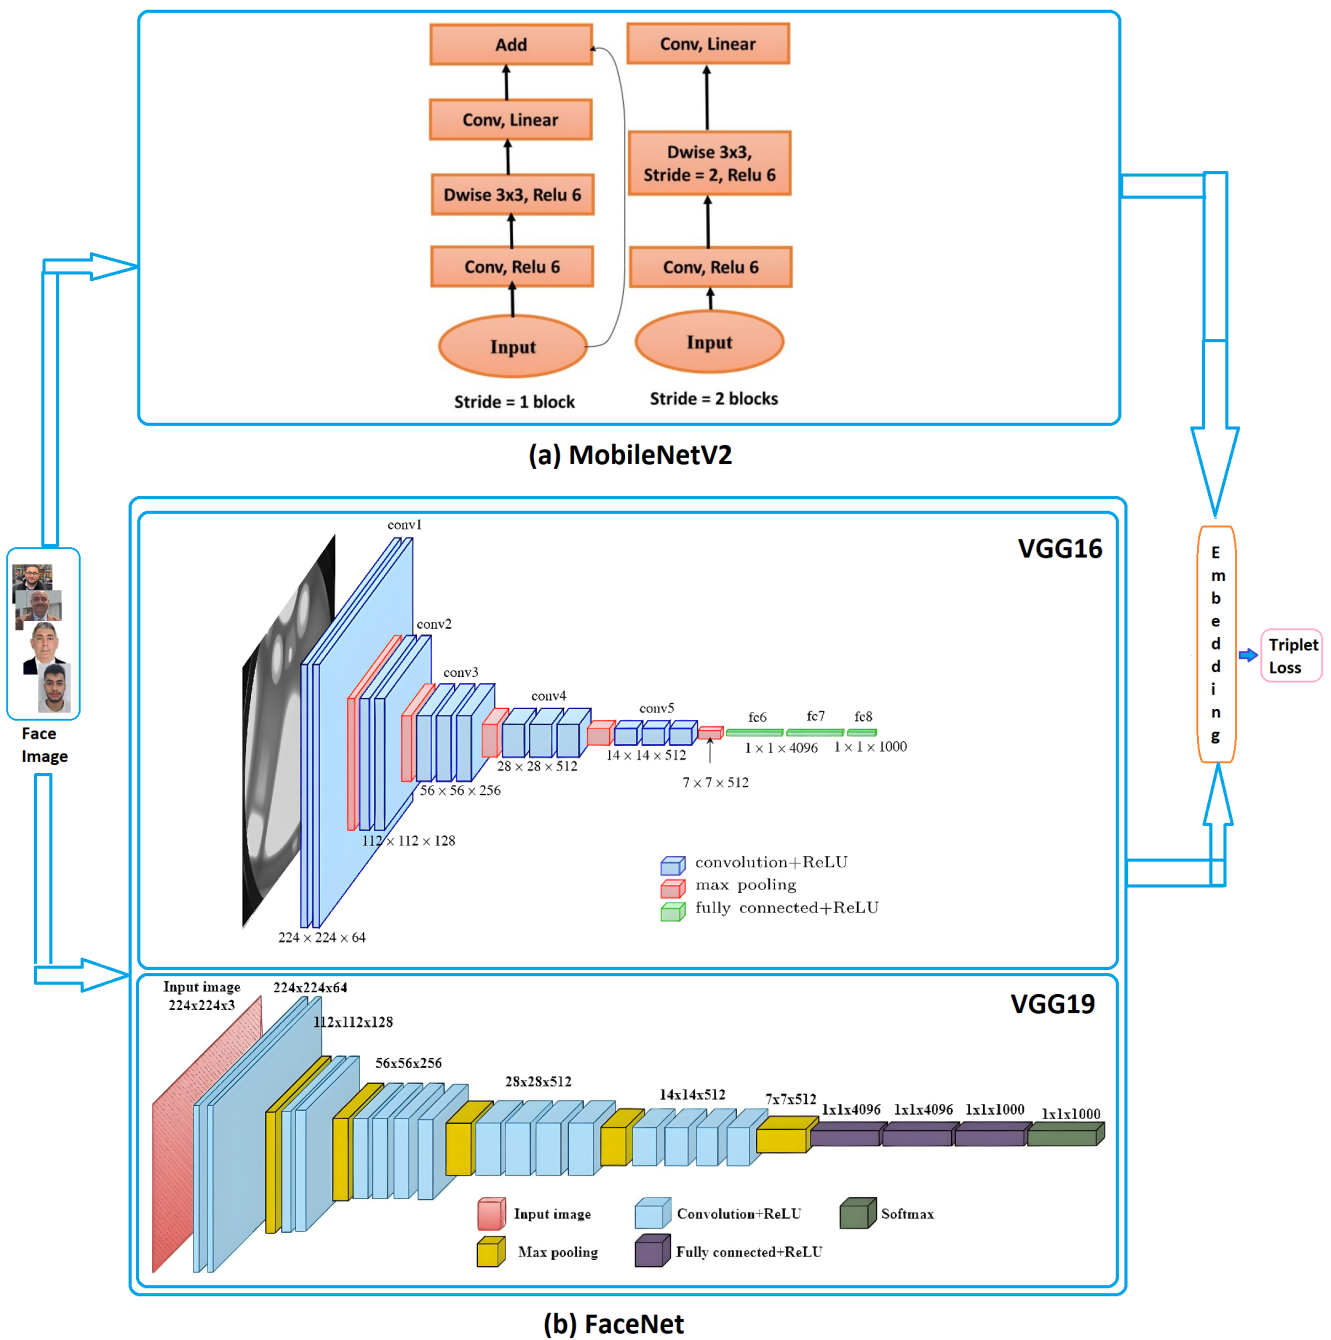 Add
Conv, Linear
Dwise 3x3, Relu 6
Conv, Relu 6
Input
Stride = 1 block
Conv, Linear
Dwise 3x3,
Stride = 2, Relu 6
Conv, Relu 6
Input
Stride = 2 blocks
(a) MobileNetV2
Face
Image
VGG16
conv1
conv2
conv3
conv4
conv5
fc6
fc7
fc8
224 × 224 × 64
112 × 112 × 128
56 × 56 × 256
28 × 28 × 512
14 × 14 × 512
7 × 7 × 512
1 × 1 × 4096
1 × 1 × 1000
convolution+ReLU
max pooling
fully connected+ReLU
VGG19
Input image
224x224x3
224x224x64
112x112x128
56x56x256
28x28x512
14x14x512
7x7x512
1x1x4096
1x1x4096
1x1x1000
1x1x1000
Input image
Convolution+ReLU
Softmax
Max pooling
Fully connected+ReLU
(b) FaceNet
Embedding
Triplet
Loss